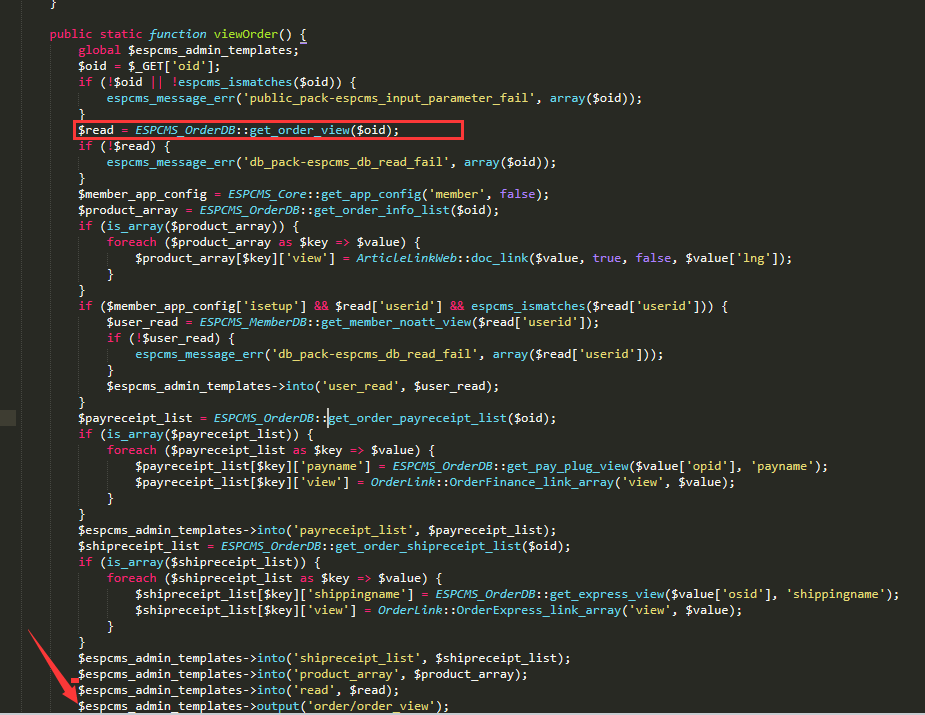 }
public static function viewOrder() {
global $espcms_admin_templates;
$oid = $_GET['oid'];
if (!$oid || !espcms_ismatches($oid)) {
espcms_message_err('public_pack-espcms_input_parameter_fail', array($oid));
}
$read = ESPCMS_OrderDB::get_order_view($oid);
if (!$read) {
espcms_message_err('db_pack-espcms_db_read_fail', array($oid));
}
$member_app_config = ESPCMS_Core::get_app_config('member', false);
$product_array = ESPCMS_OrderDB::get_order_info_list($oid);
if (is_array($product_array)) {
foreach ($product_array as $key => $value) {
$product_array[$key]['view'] = ArticleLinkWeb::doc_link($value, true, false, $value['lng']);
}
}
if ($member_app_config['isetup'] && $read['userid'] && espcms_ismatches($read['userid'])) {
$user_read = ESPCMS_MemberDB::get_member_noatt_view($read['userid']);
if (!$user_read) {
espcms_message_err('db_pack-espcms_db_read_fail', array($read['userid']));
}
$espcms_admin_templates->into('user_read', $user_read);
}
$payreceipt_list = ESPCMS_OrderDB::get_order_payreceipt_list($oid);
if (is_array($payreceipt_list)) {
foreach ($payreceipt_list as $key => $value) {
$payreceipt_list[$key]['payname'] = ESPCMS_OrderDB::get_pay_plug_view($value['opid'], 'payname');
$payreceipt_list[$key]['view'] = OrderLink::OrderFinance_link_array('view', $value);
}
}
$espcms_admin_templates->into('payreceipt_list', $payreceipt_list);
$shipreceipt_list = ESPCMS_OrderDB::get_order_shipreceipt_list($oid);
if (is_array($shipreceipt_list)) {
foreach ($shipreceipt_list as $key => $value) {
$shipreceipt_list[$key]['shippingname'] = ESPCMS_OrderDB::get_express_view($value['osid'], 'shippingname');
$shipreceipt_list[$key]['view'] = OrderLink::OrderExpress_link_array('view', $value);
}
}
$espcms_admin_templates->into('shipreceipt_list', $shipreceipt_list);
$espcms_admin_templates->into('product_array', $product_array);
$espcms_admin_templates->into('read', $read);
$espcms_admin_templates->output('order/order_view');